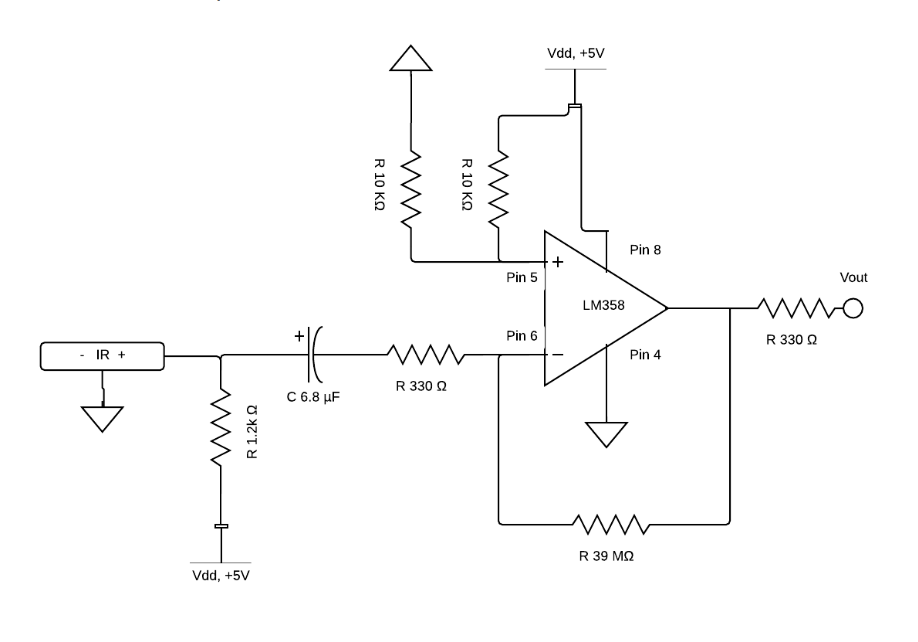 Vdd, +5V
R 10 KΩ
R 10 KΩ
Pin 8
+
Pin 5
Vout
LM358
Pin 6
R 330 Ω
+
- IR +
−
Pin 4
R 330 Ω
C 6.8 µF
R 1.2k Ω
R 39 MΩ
Vdd, +5V